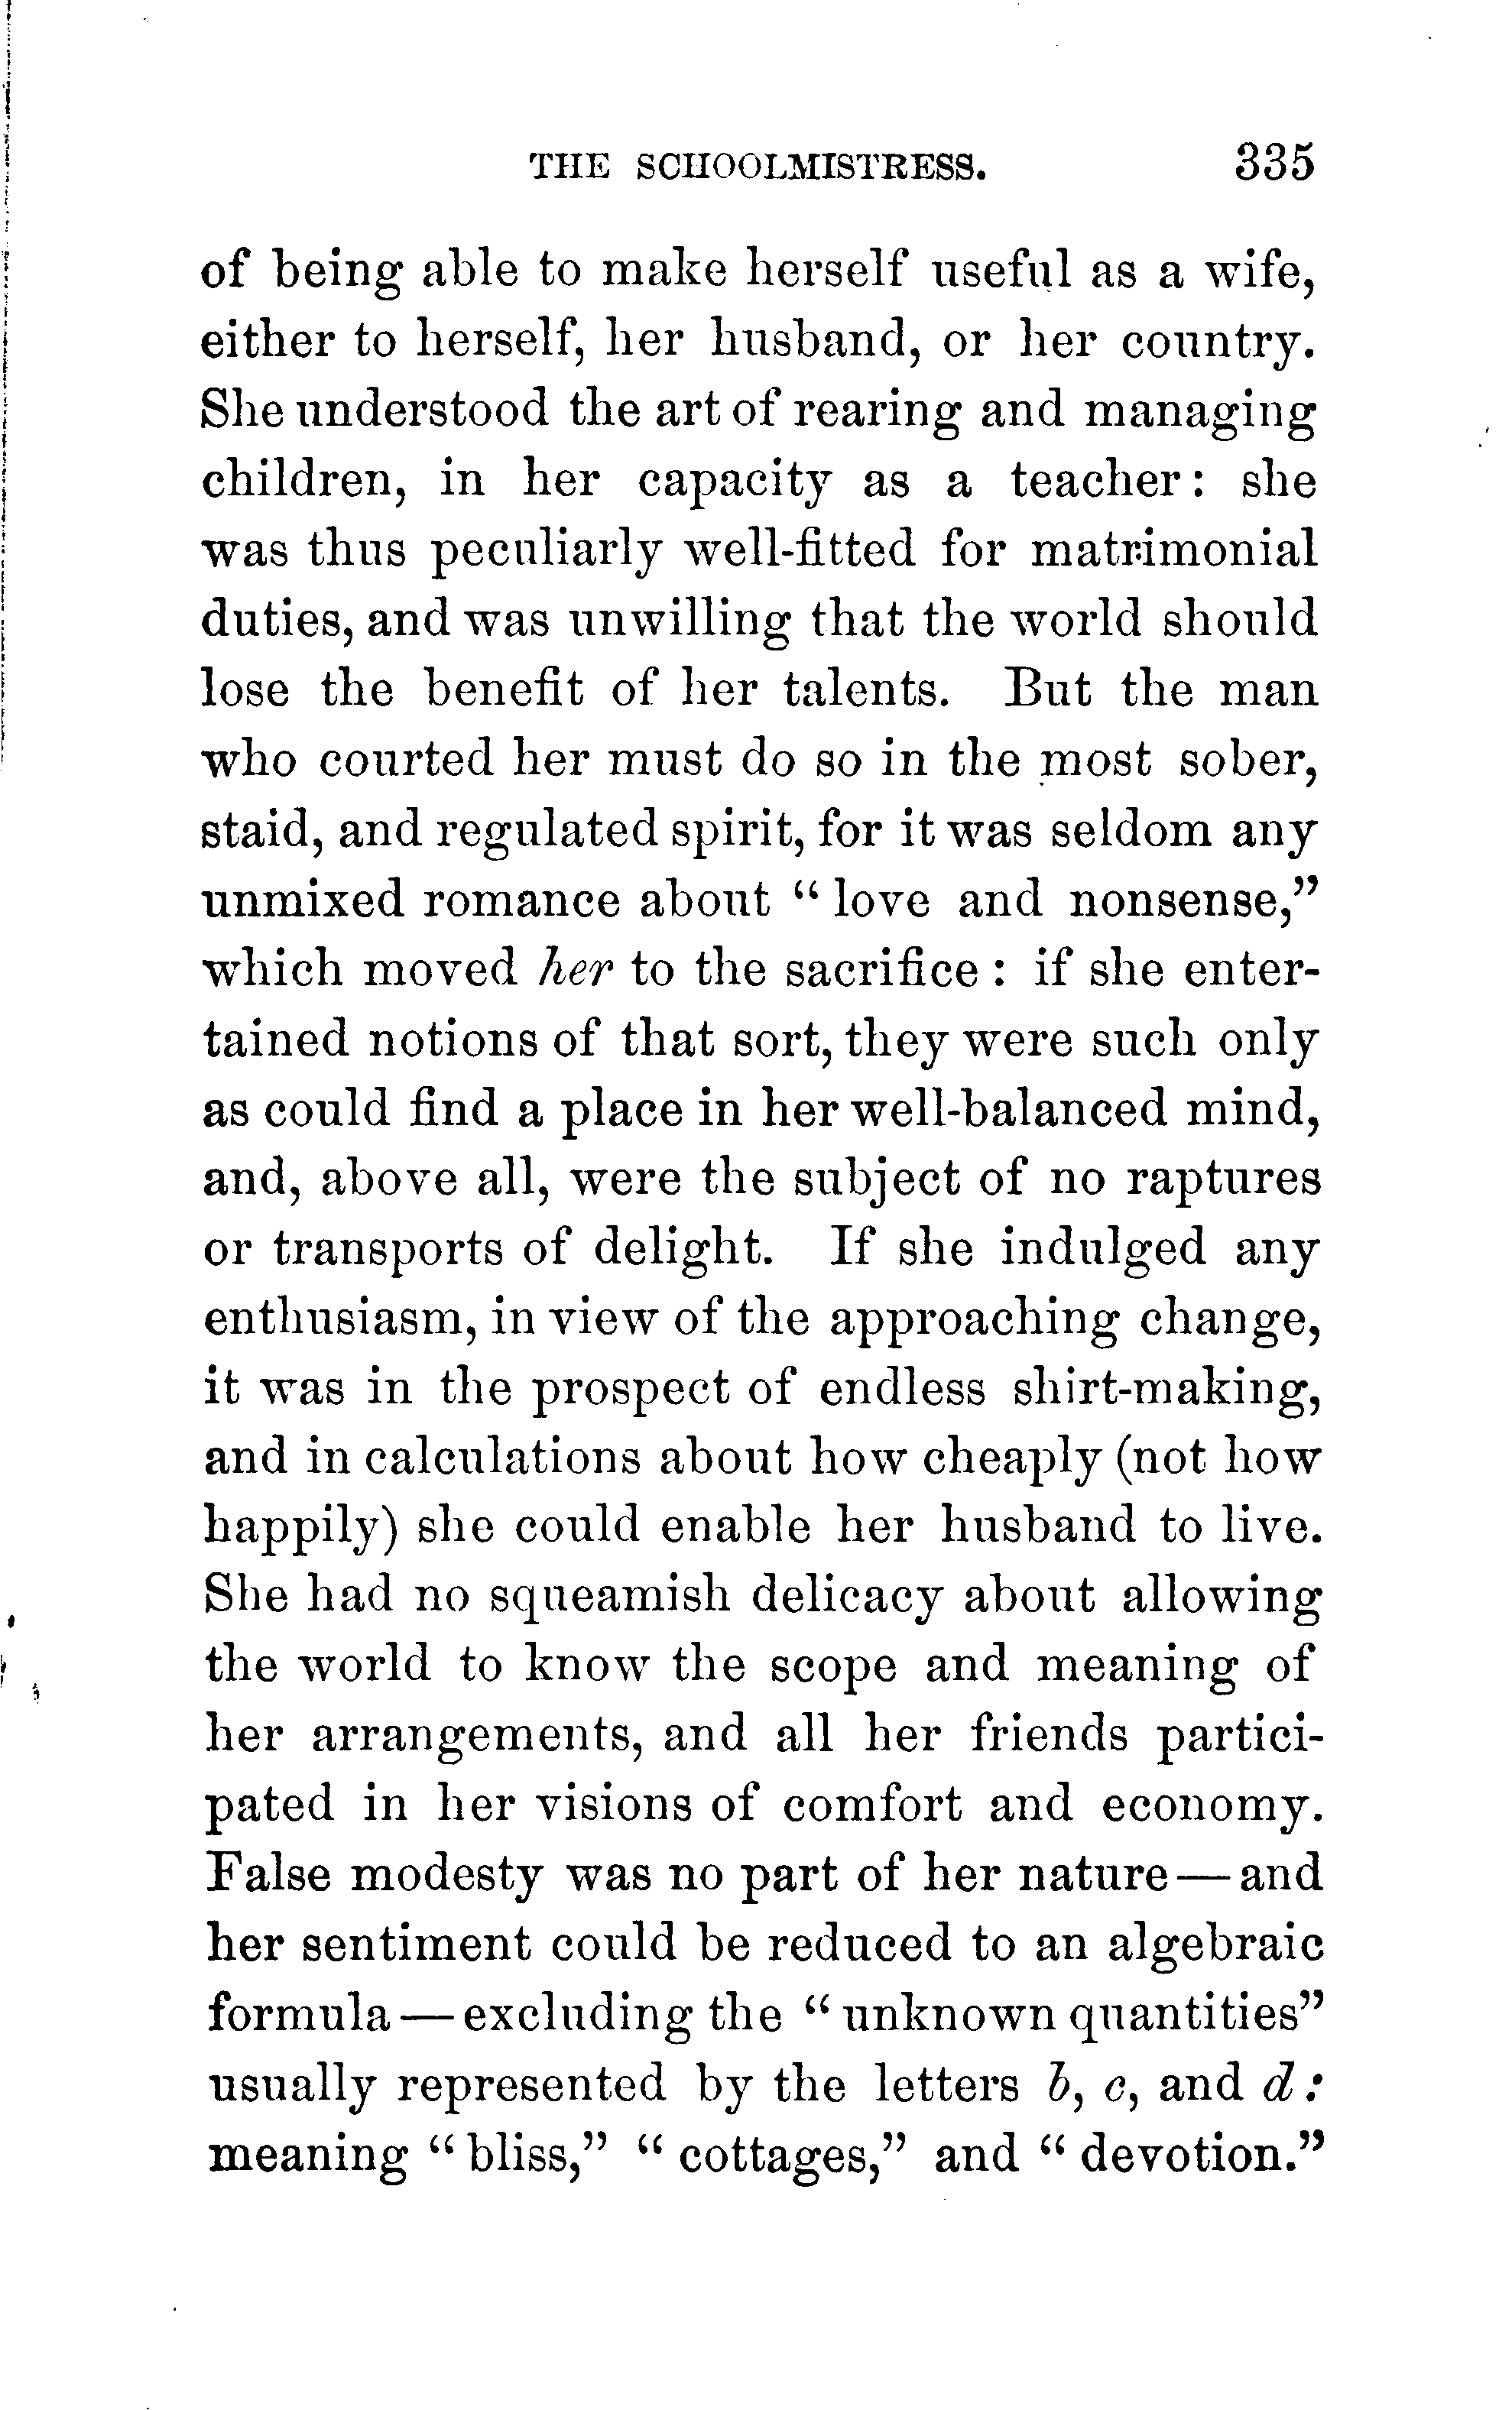 THE SCHOOLMISTRESS. 335
of being able to make herself useful as a wife,
either to herself, her husband, or her country.
She understood the art of rearing and managing
children, in her capacity as a teacher: she
was thus peculiarly well-fitted for matrimonial
duties, and was unwilling that the world should
lose the benefit of her talents. But the man
who courted her must do so in the most sober,
staid, and regulated spirit, for it was seldom any
unmixed romance about “ love and nonsense,”
which moved her to the sacrifice : if she enter-
tained notions of that sort, they were such only
as could find a place in her well-balanced mind,
and, above all, were the subject of no raptures
or transports of delight. If she indulged any
enthusiasm, in view of the approaching change,
it was in the prospect of endless shirt-making,
and in calculations about how cheaply (not how
happily) she could enable her husband to live.
She had no squeamish delicacy about allowing
the world to know the scope and meaning of
her arrangements, and all her friends partici-
pated in her visions of comfort and economy.
False modesty was no part of her nature—and
her sentiment could be reduced to an algebraic
formula—excluding the “ unknown quantities”
usually represented by the letters b, c, and d:
meaning “ bliss,” “ cottages,” and “ devotion.”